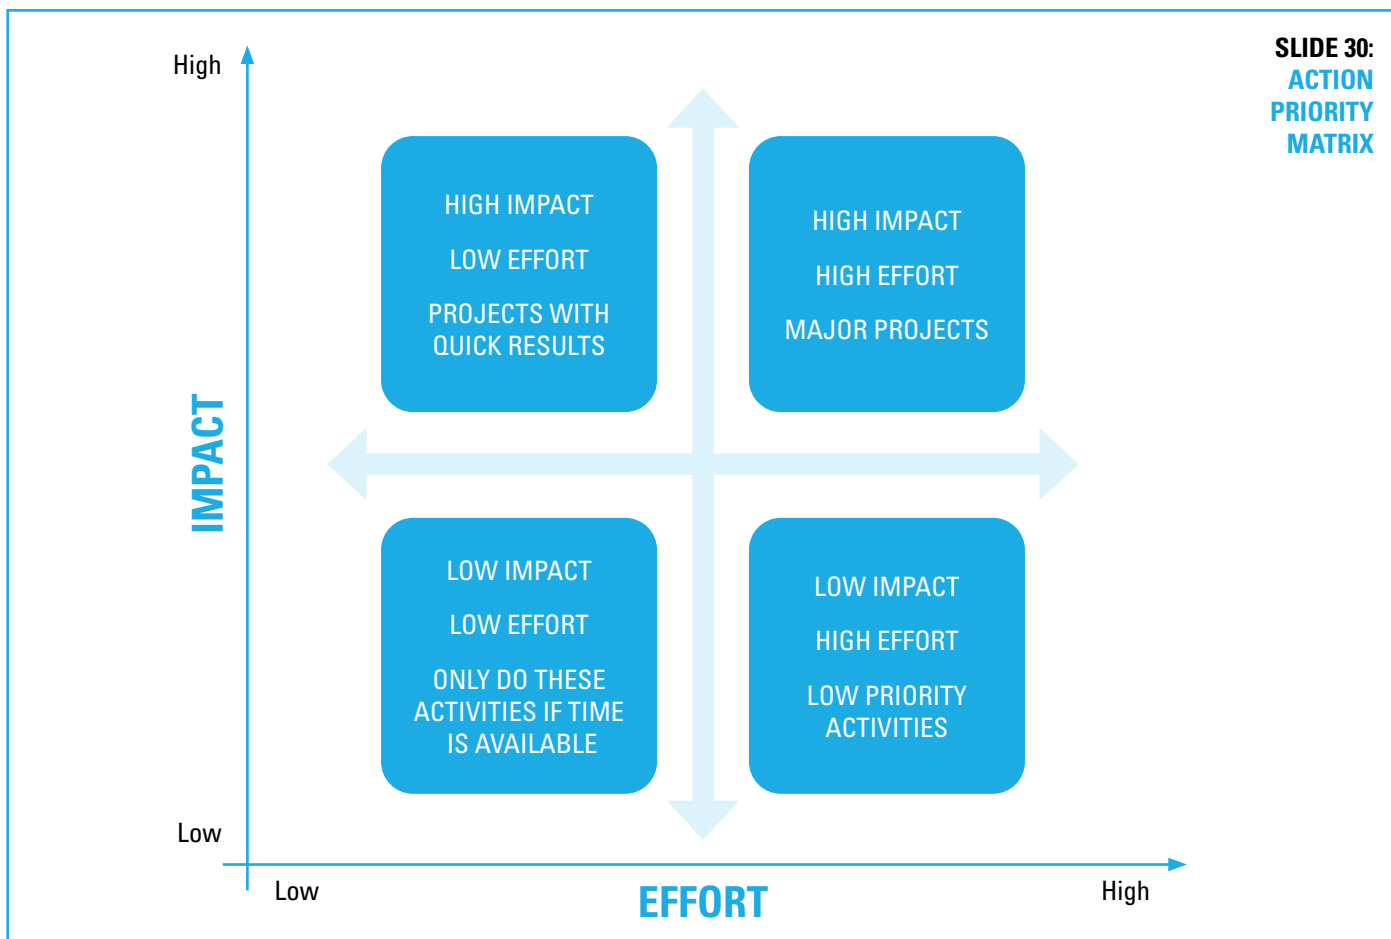 SLIDE 30:
ACTION
PRIORITY
MATRIX
High
HIGH IMPACT
LOW EFFORT
PROJECTS WITH
QUICK RESULTS
HIGH IMPACT
HIGH EFFORT
MAJOR PROJECTS
IMPACT
LOW IMPACT
LOW EFFORT
ONLY DO THESE
ACTIVITIES IF TIME
IS AVAILABLE
LOW IMPACT
HIGH EFFORT
LOW PRIORITY
ACTIVITIES
Low
Low
EFFORT
High